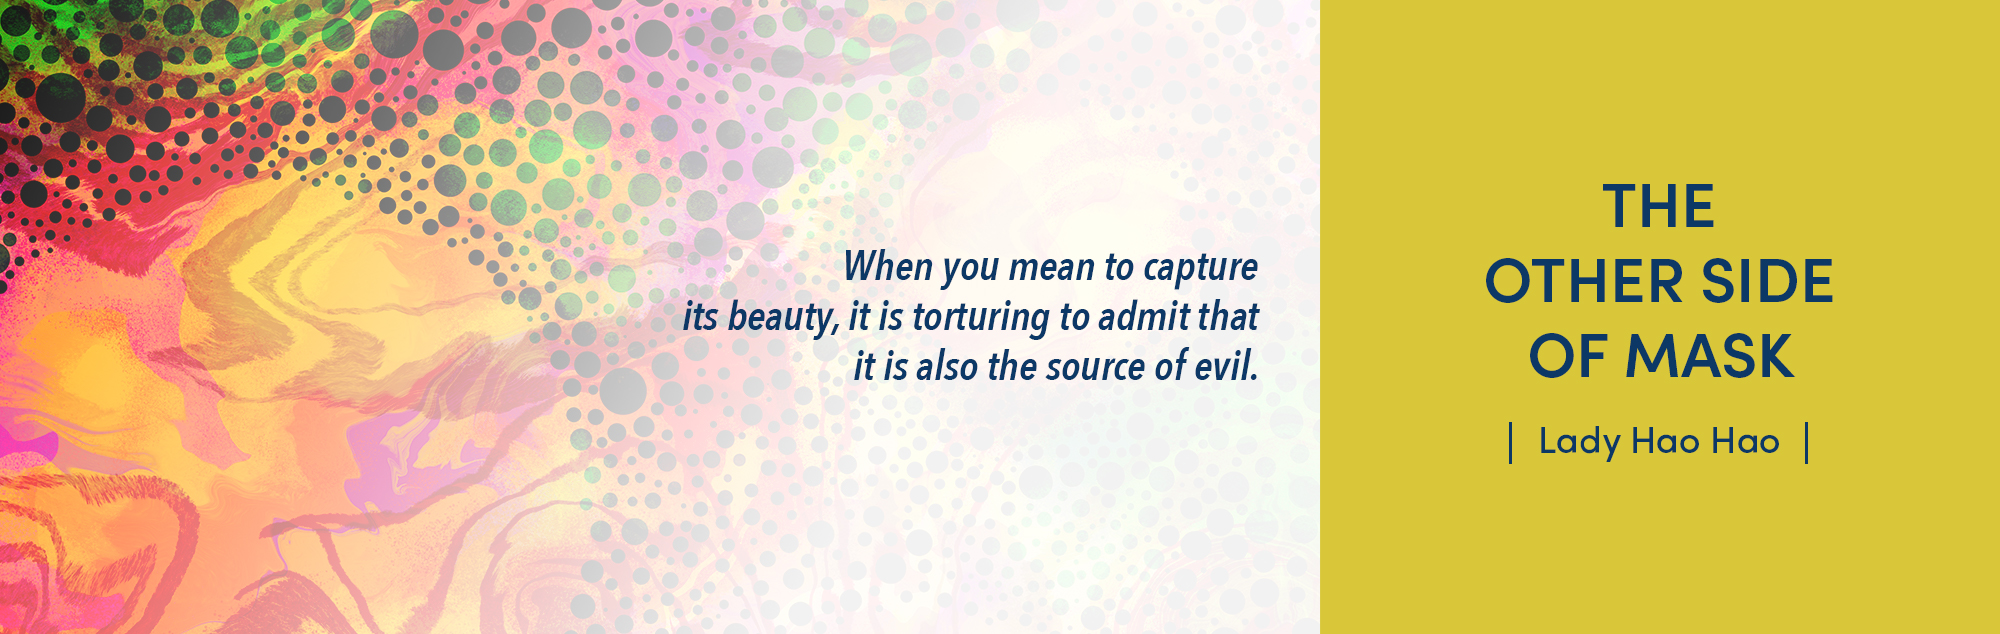 When you mean to capture
its beauty, it is torturing to admit that
it is also the source of evil.
THE
OTHER SIDE
OF MASK
| Lady Hao Hao |